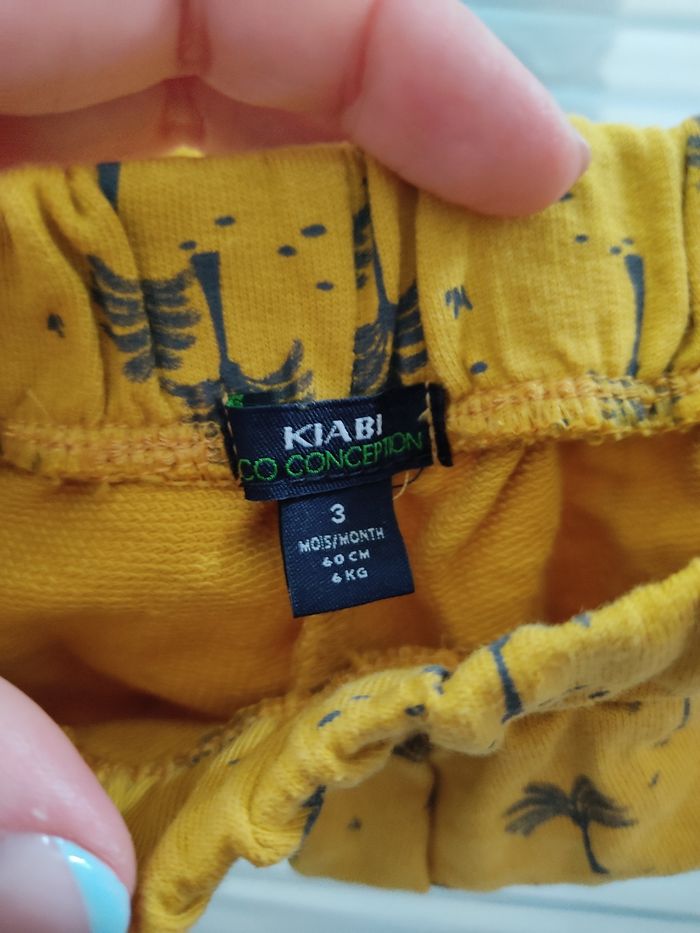 KIABI
CO CONCEPTION
3
MOIS/MONTH
60 CM
6 KG